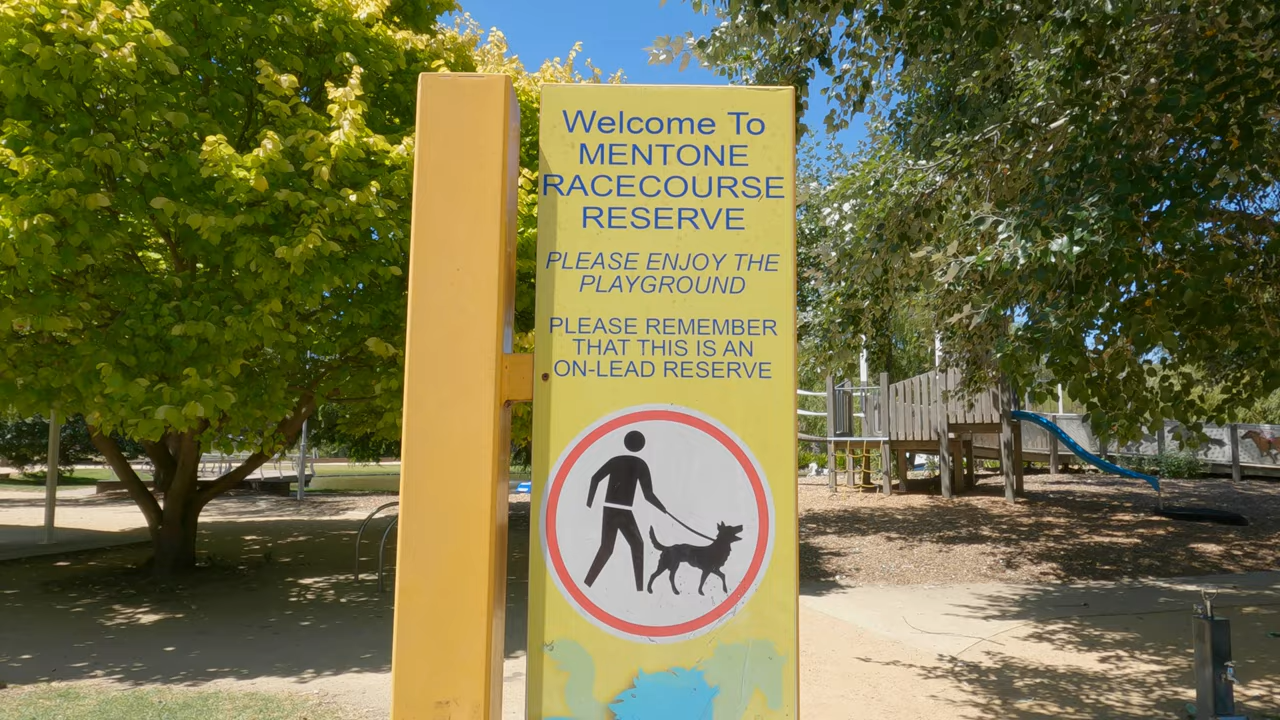 Welcome To
MENTONE
RACECOURSE
RESERVE
PLEASE ENJOY THE
PLAYGROUND
PLEASE REMEMBER
THAT THIS IS AN
ON-LEAD RESERVE